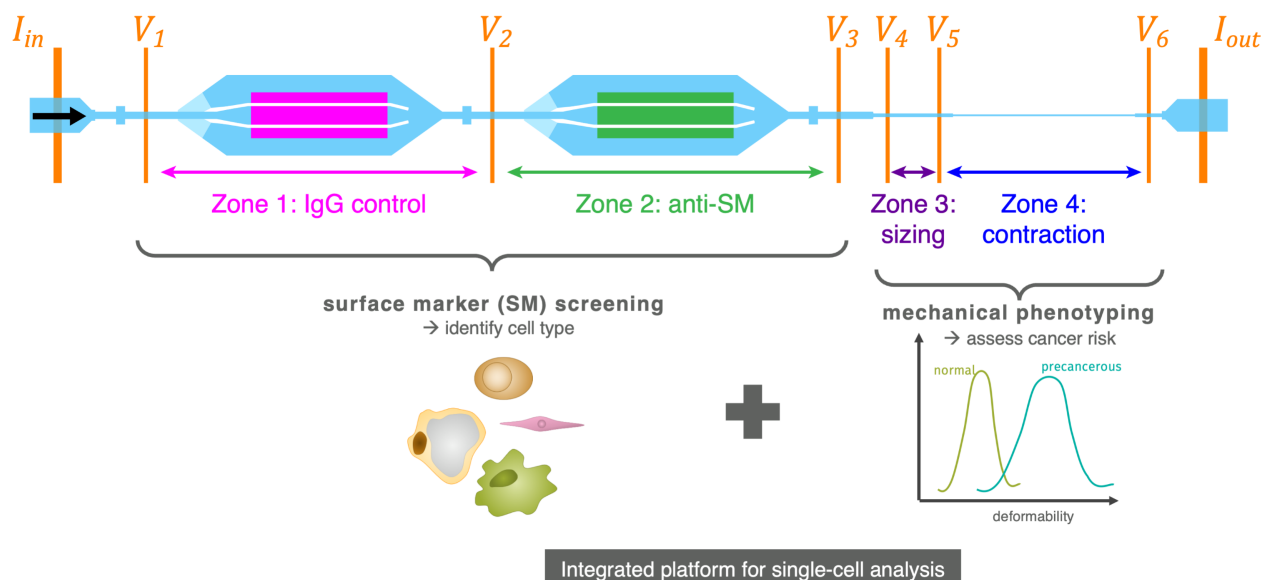 I_in
V_1
V_2
V_3
V_4
V_5
V_6
I_out
Zone 1: IgG control
Zone 2: anti-SM
Zone 3:
sizing
Zone 4:
contraction
surface marker (SM) screening
→ identify cell type
mechanical phenotyping
→ assess cancer risk
normal
precancerous
deformability
Integrated platform for single-cell analysis